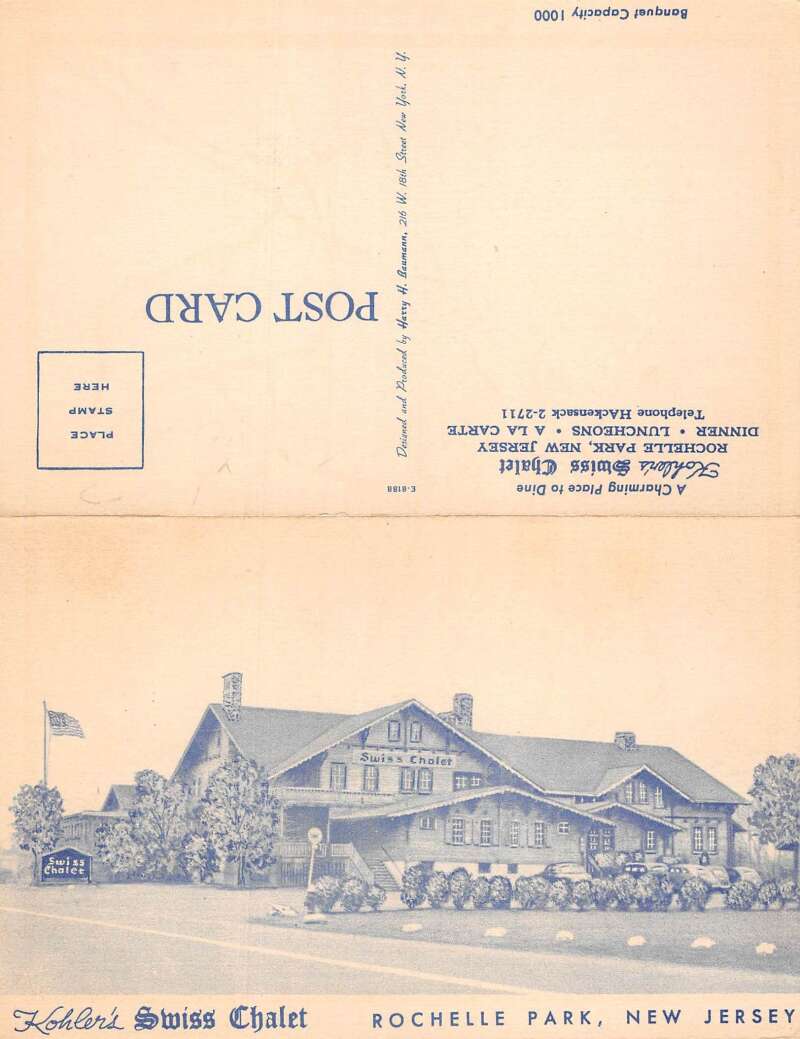 Banquet Capacity 1000
Designed and Produced by Harry H. Baumann, 216 W. 18th Street New York, N. Y.
POST CARD
PLACE
STAMP
HERE
A Charming Place to Dine
Kohler's Swiss Chalet
ROCHELLE PARK, NEW JERSEY
DINNER • LUNCHEONS • A LA CARTE
Telephone HAckensack 2-2711
E-8188
Swiss Chalet
Swiss
Chalet
Kohler's Swiss Chalet ROCHELLE PARK, NEW JERSEY